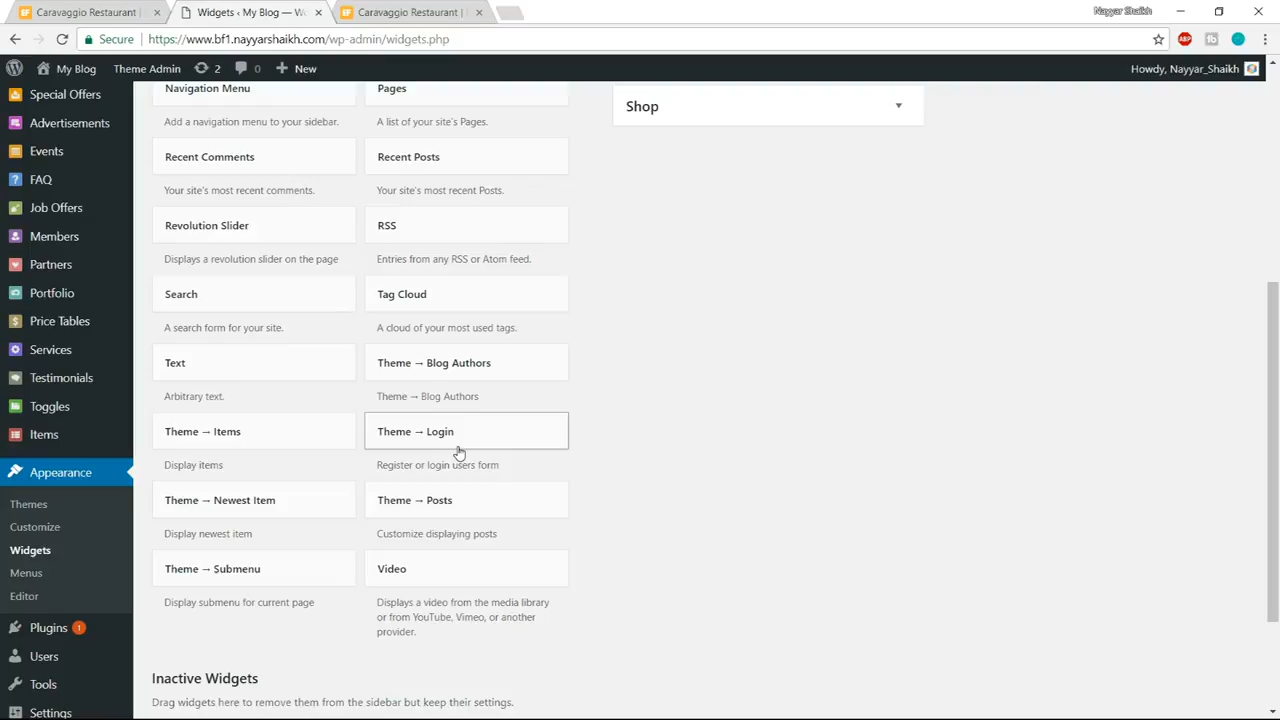 Caravaggio Restaurant |
Widgets ‹ My Blog — W
Caravaggio Restaurant |
Nayyar Shaikh
Secure
https://www.bf1.nayyarshaikh.com/wp-admin/widgets.php
ABP
My Blog
Theme Admin
2
0
New
Howdy, Nayyar_Shaikh
Special Offers
Advertisements
Events
FAQ
Job Offers
Members
Partners
Portfolio
Price Tables
Services
Testimonials
Toggles
Items
Appearance
Themes
Customize
Widgets
Menus
Editor
Plugins 1
Users
Tools
Settings
Navigation Menu
Add a navigation menu to your sidebar.
Pages
A list of your site's Pages.
Recent Comments
Your site's most recent comments.
Recent Posts
Your site's most recent Posts.
Revolution Slider
Displays a revolution slider on the page
RSS
Entries from any RSS or Atom feed.
Search
A search form for your site.
Tag Cloud
A cloud of your most used tags.
Text
Arbitrary text.
Theme → Blog Authors
Theme → Blog Authors
Theme → Items
Display items
Theme → Login
Register or login users form
Theme → Newest Item
Display newest item
Theme → Posts
Customize displaying posts
Theme → Submenu
Display submenu for current page
Video
Displays a video from the media library
or from YouTube, Vimeo, or another
provider.
Inactive Widgets
Drag widgets here to remove them from the sidebar but keep their settings.
Shop